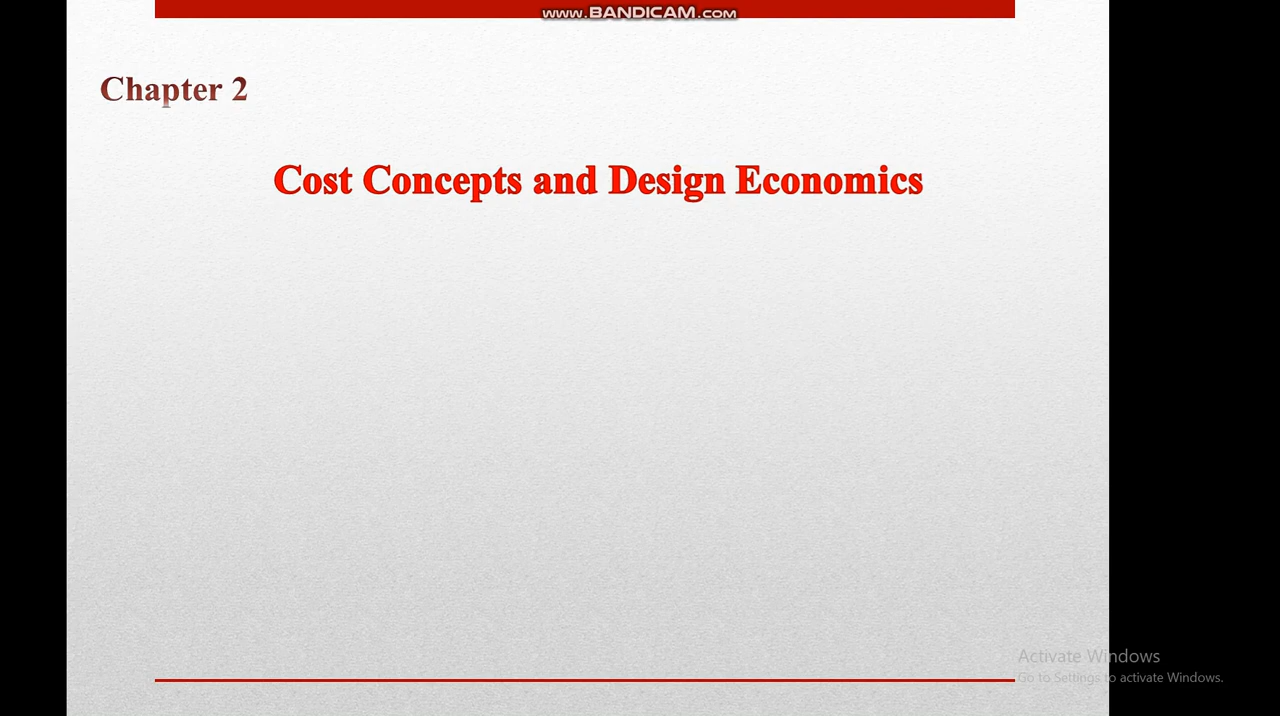 www.BANDICAM.com
Chapter 2
Cost Concepts and Design Economics
Activate Windows
Go to Settings to activate Windows.